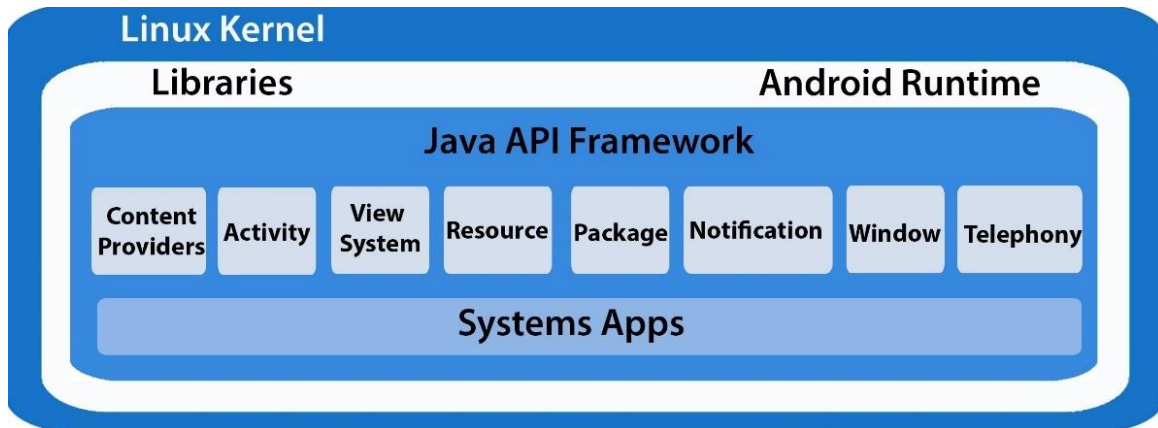 Linux Kernel
Libraries
Android Runtime
Java API Framework
Content
Providers
Activity
View
System
Resource
Package
Notification
Window
Telephony
Systems Apps